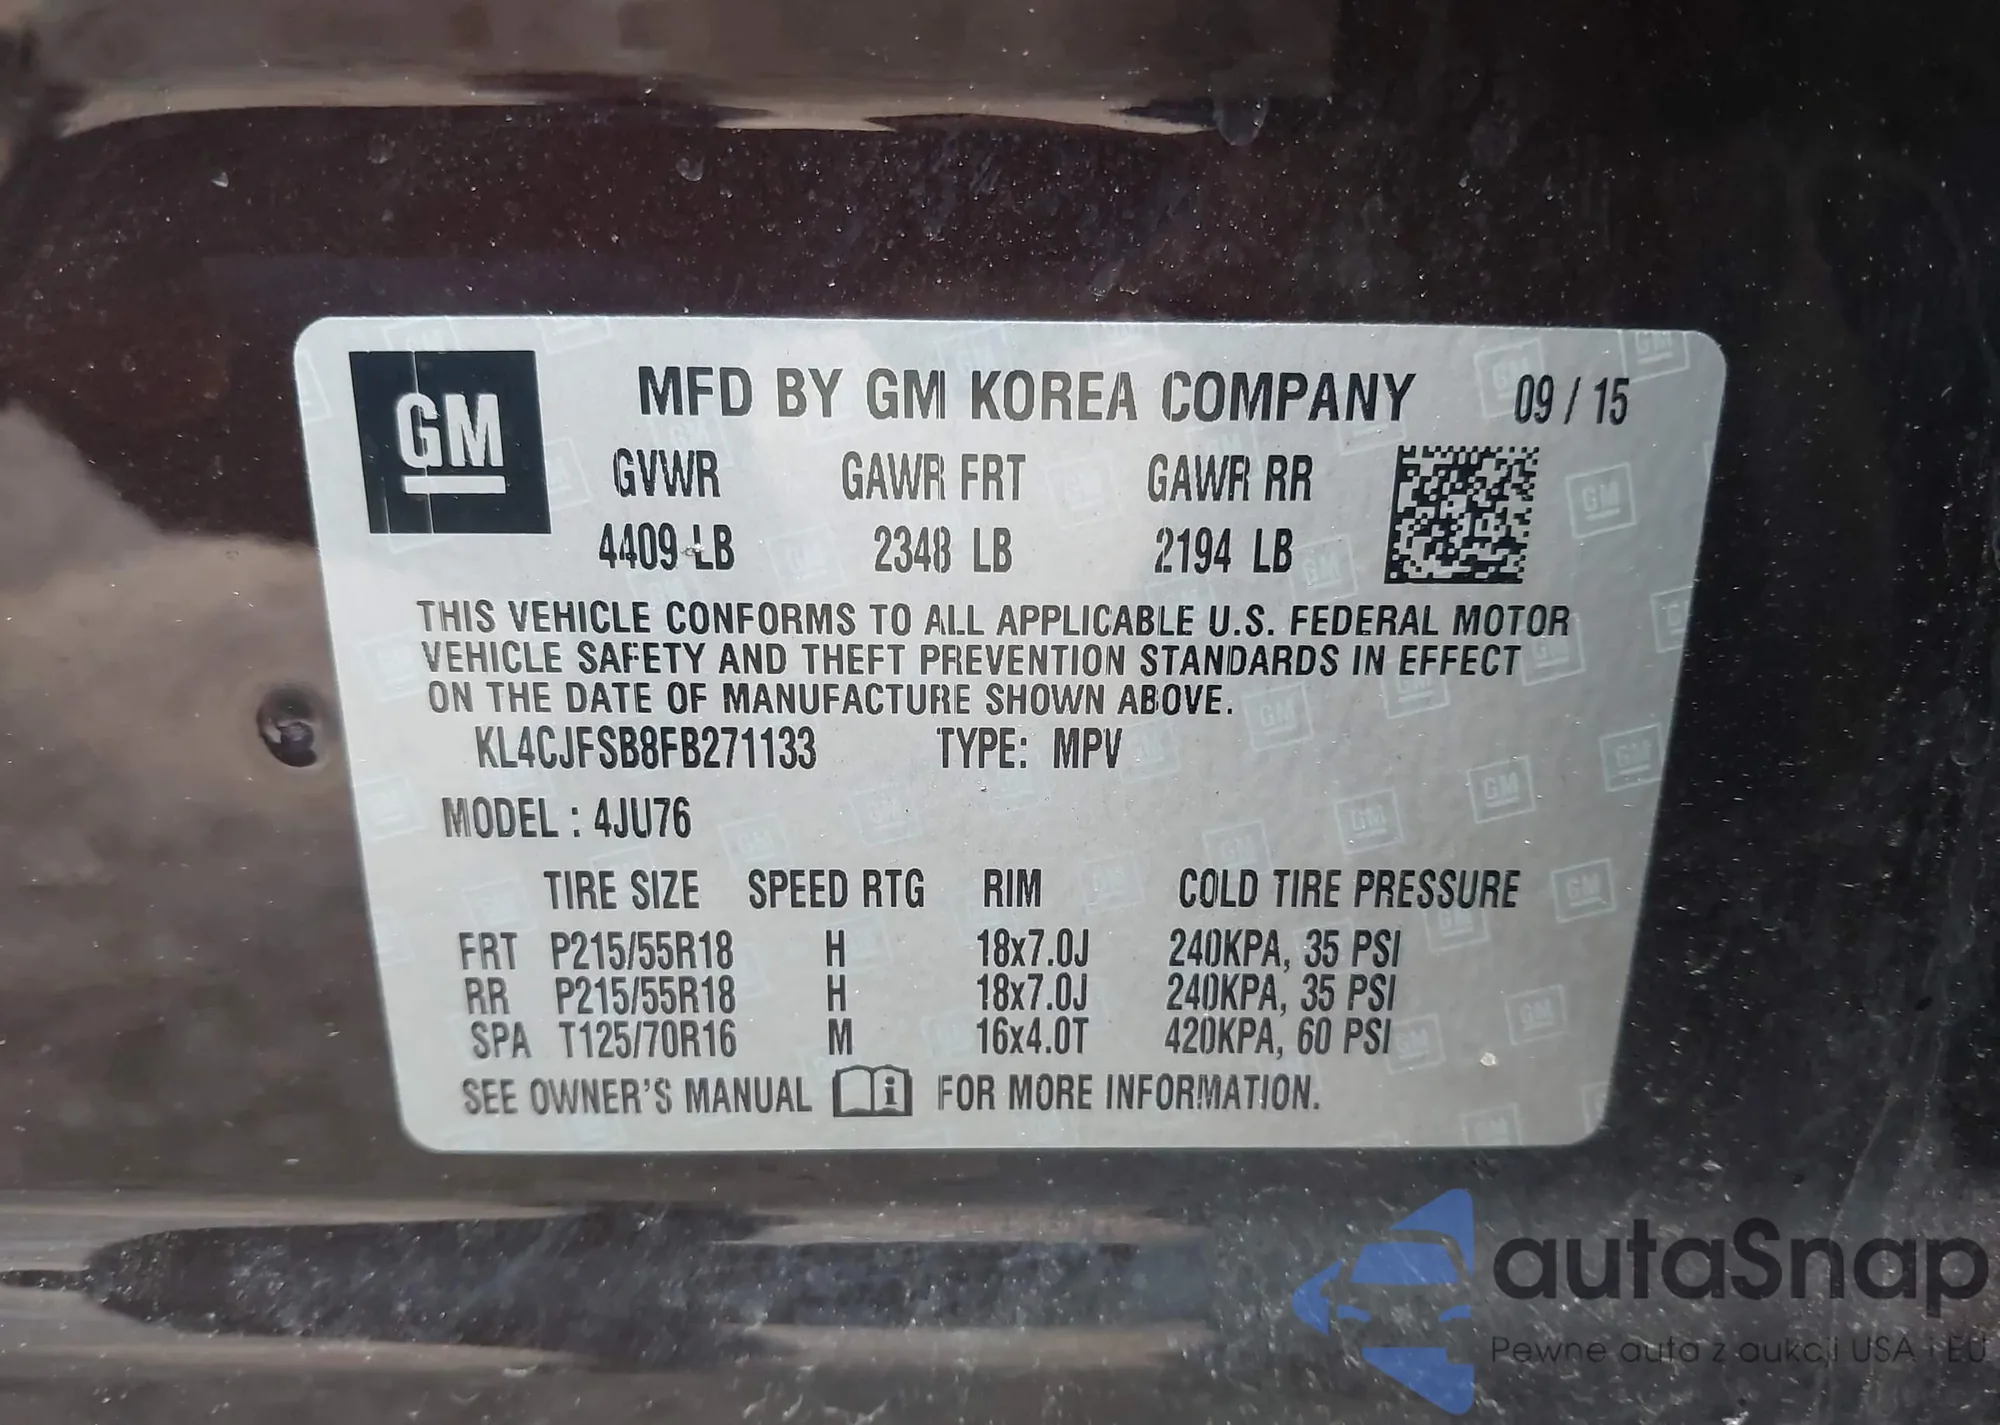 GM
MFD BY GM KOREA COMPANY 09 / 15
GVWR GAWR FRT GAWR RR
4409 LB 2348 LB 2194 LB
THIS VEHICLE CONFORMS TO ALL APPLICABLE U.S. FEDERAL MOTOR
VEHICLE SAFETY AND THEFT PREVENTION STANDARDS IN EFFECT
ON THE DATE OF MANUFACTURE SHOWN ABOVE.
KL4CJFSB8FB271133 TYPE: MPV
MODEL : 4JU76
TIRE SIZE SPEED RTG RIM COLD TIRE PRESSURE
FRT P215/55R18 H 18x7.0J 240KPA, 35 PSI
RR P215/55R18 H 18x7.0J 240KPA, 35 PSI
SPA T125/70R16 M 16x4.0T 420KPA, 60 PSI
SEE OWNER'S MANUAL i FOR MORE INFORMATION.
autaSnap
Pewne auta z aukcji USA i EU